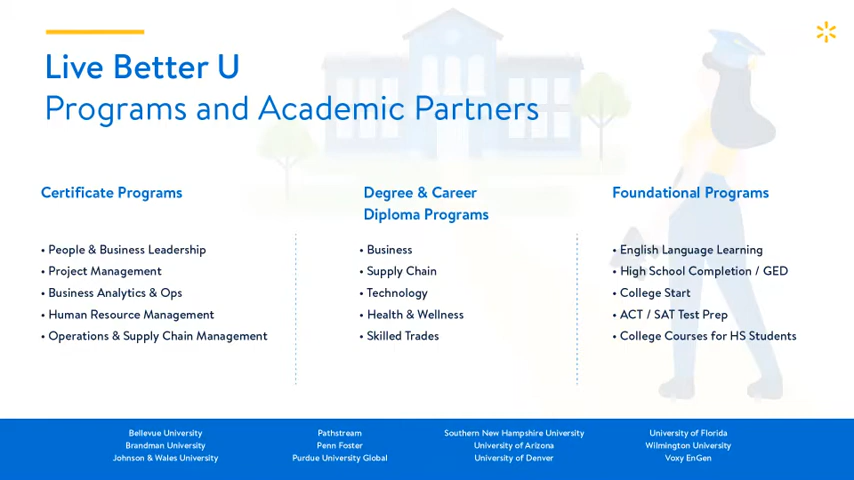 Live Better U
Programs and Academic Partners
Certificate Programs
• People & Business Leadership
• Project Management
• Business Analytics & Ops
• Human Resource Management
• Operations & Supply Chain Management
Degree & Career
Diploma Programs
• Business
• Supply Chain
• Technology
• Health & Wellness
• Skilled Trades
Foundational Programs
• English Language Learning
• High School Completion / GED
• College Start
• ACT / SAT Test Prep
• College Courses for HS Students
Bellevue University
Brandman University
Johnson & Wales University
Pathstream
Penn Foster
Purdue University Global
Southern New Hampshire University
University of Arizona
University of Denver
University of Florida
Wilmington University
Voxy EnGen